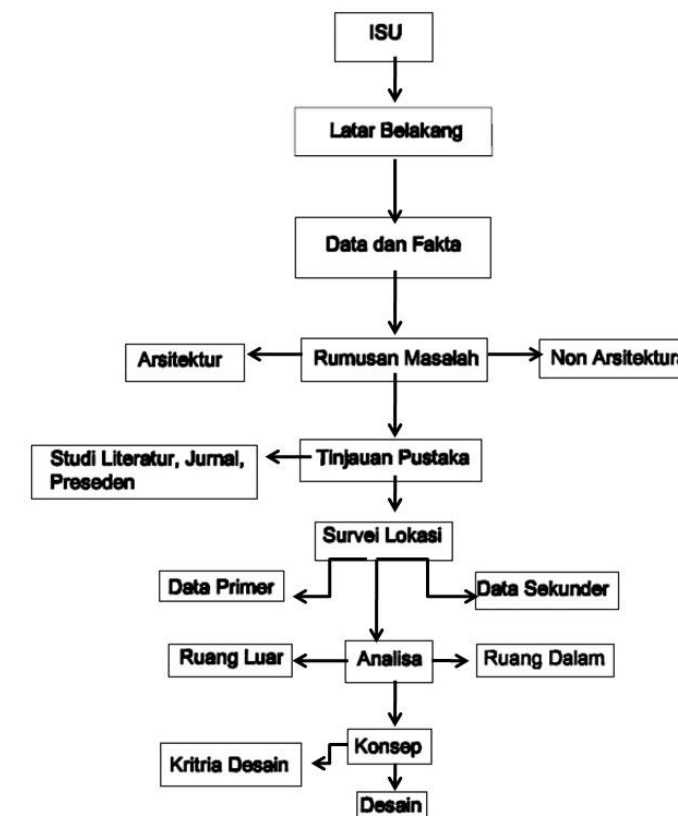 ISU
Latar Belakang
Data dan Fakta
Arsitektur
Rumusan Masalah
Non Arsitektura
Studi Literatur, Jurnal,
Preseden
Tinjauan Pustaka
Survei Lokasi
Data Primer
Data Sekunder
Ruang Luar
Analisa
Ruang Dalam
Konsep
Kritria Desain
Desain